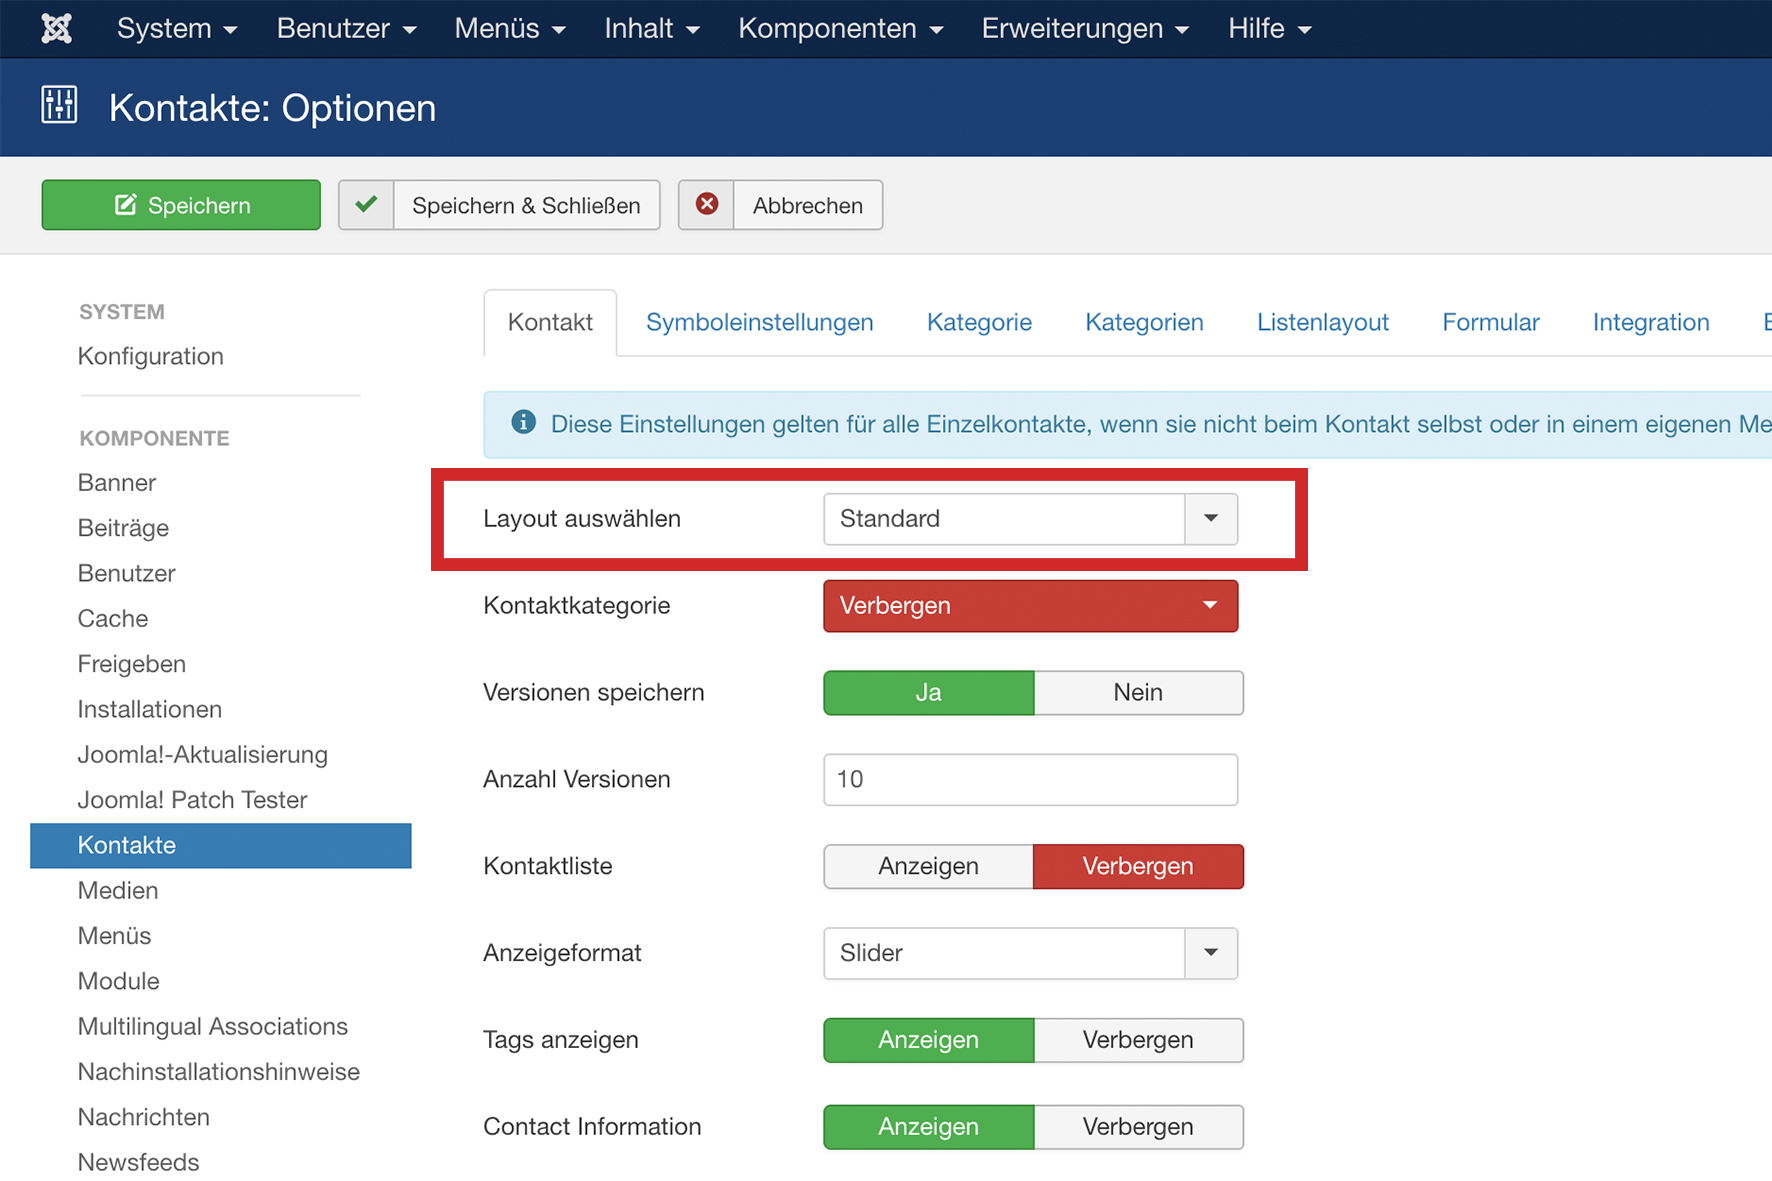 System Benutzer Menüs Inhalt Komponenten Erweiterungen Hilfe
Kontakte: Optionen
Speichern Speichern & Schließen Abbrechen
SYSTEM
Konfiguration
KOMPONENTE
Banner
Beiträge
Benutzer
Cache
Freigeben
Installationen
Joomla!-Aktualisierung
Joomla! Patch Tester
Kontakte
Medien
Menüs
Module
Multilingual Associations
Nachinstallationshinweise
Nachrichten
Newsfeeds
Kontakt Symboleinstellungen Kategorie Kategorien Listenlayout Formular Integration
Diese Einstellungen gelten für alle Einzelkontakte, wenn sie nicht beim Kontakt selbst oder in einem eigenen Me
Layout auswählen Standard
Kontaktkategorie Verbergen
Versionen speichern Ja Nein
Anzahl Versionen 10
Kontaktliste Anzeigen Verbergen
Anzeigeformat Slider
Tags anzeigen Anzeigen Verbergen
Contact Information Anzeigen Verbergen